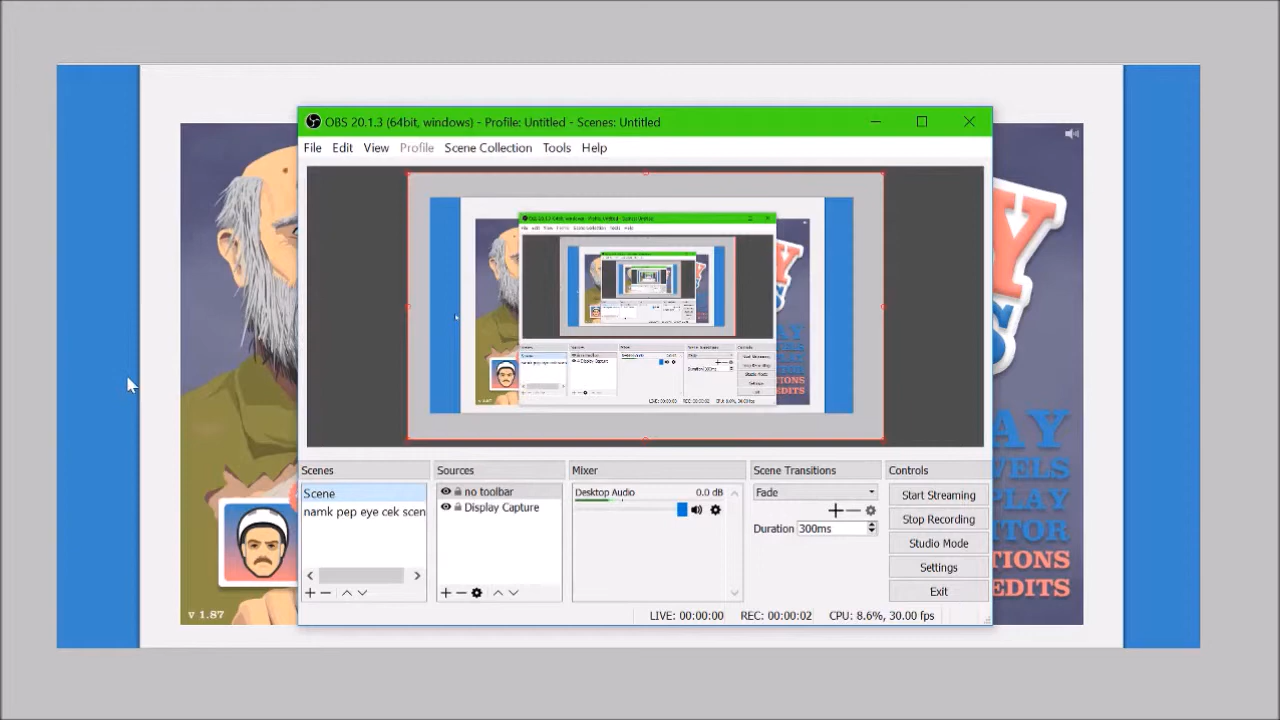 OBS 20.1.3 (64bit, windows) - Profile: Untitled - Scenes: Untitled
File Edit View Profile Scene Collection Tools Help
Scenes
Sources
Mixer
Scene Transitions
Controls
Scene
namk pep eye cek scen
no toolbar
Display Capture
Desktop Audio 0.0 dB
Fade
Duration 300ms
Start Streaming
Stop Recording
Studio Mode
Settings
Exit
LIVE: 00:00:00 REC: 00:00:02 CPU: 8.6%, 30.00 fps
Y
S
AY
VELS
PLAY
ITOR
TIONS
EDITS
v 1.87